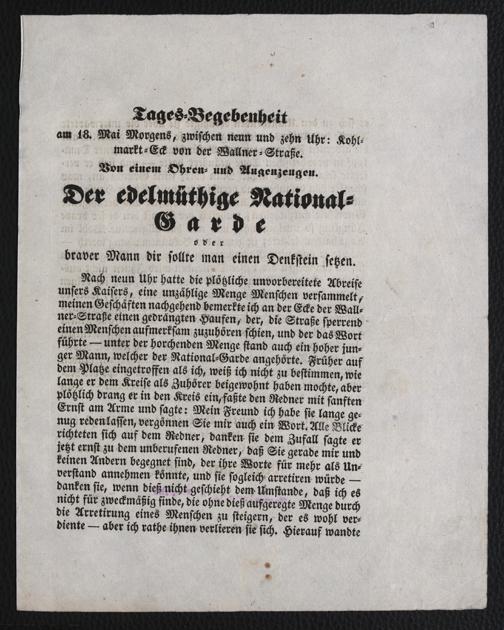 Tages-Begebenheit
am 18. Mai Morgens, zwischen neun und zehn Uhr: Kohl-
markt-Eck von der Wallner-Straße.
Von einem Ohren- und Augenzeugen.
Der edelmüthige National-
Garde
oder
braver Mann dir sollte man einen Denkstein setzen.
Nach neun Uhr hatte die plötzliche unvorbereitete Abreise
unsers Kaisers, eine unzählige Menge Menschen versammelt,
meinen Geschäften nachgehend bemerkte ich an der Ecke der Wall-
ner-Straße einen gedrängten Haufen, der, die Straße sperrend
einen Menschen aufmerksam zuzuhören schien, und der das Wort
führte — unter der horchenden Menge stand auch ein hoher jun-
ger Mann, welcher der National-Garde angehörte. Früher auf
dem Platze eingetroffen als ich, weiß ich nicht zu bestimmen, wie
lange er dem Kreise als Zuhörer beigewohnt haben mochte, aber
plötzlich drang er in den Kreis ein, faßte den Redner mit sanften
Ernst am Arme und sagte: Mein Freund ich habe sie lange ge-
nug reden lassen, vergönnen Sie mir auch ein Wort. Alle Blicke
richteten sich auf dem Redner, danken sie dem Zufall sagte er
jetzt ernst zu dem unberufenen Redner, daß Sie gerade mir und
keinen Andern begegnet sind, der ihre Worte für mehr als Un-
verstand annehmen könnte, und sie sogleich arretiren würde —
danken sie, wenn dieß nicht geschieht dem Umstande, daß ich es
nicht für zweckmäßig finde, die ohne dieß aufgeregte Menge durch
die Arretirung eines Menschen zu steigern, der es wohl ver-
diente — aber ich rathe ihnen verlieren sie sich. Hierauf wandte